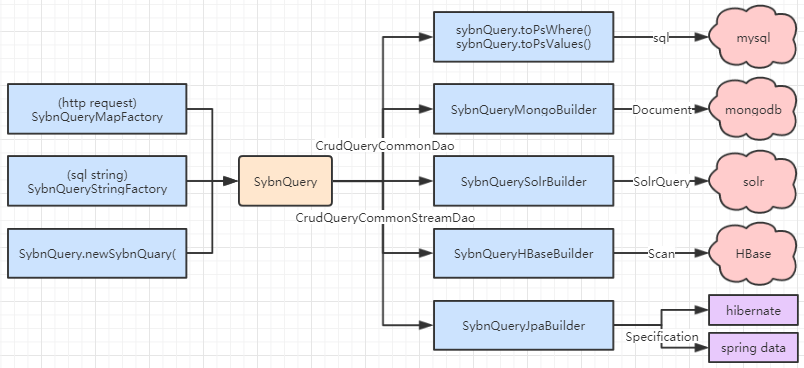 (http request)
SybnQueryMapFactory
(sql string)
SybnQueryStringFactory
SybnQuery.newSybnQuary(
SybnQuery
CrudQueryCommonDao
CrudQueryCommonStreamDao
sybnQuery.toPsWhere()
sybnQuery.toPsValues()
sql
mysql
SybnQueryMongoBuilder
Document
mongodb
SybnQuerySolrBuilder
SolrQuery
solr
SybnQueryHBaseBuilder
Scan
HBase
SybnQueryJpaBuilder
Specification
hibernate
spring data